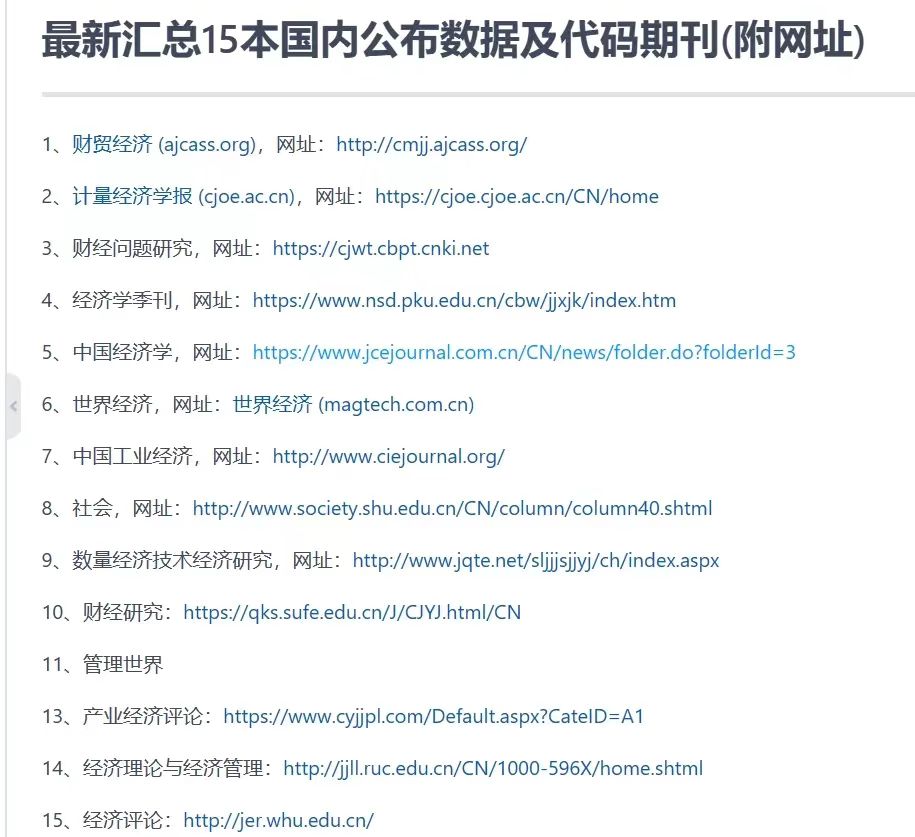 最新汇总15本国内公布数据及代码期刊(附网址)
1、财贸经济 (ajcass.org)，网址：http://cmjj.ajcass.org/
2、计量经济学报 (cjoe.ac.cn)，网址：https://cjoe.cjoe.ac.cn/CN/home
3、财经问题研究，网址：https://cjwt.cbpt.cnki.net
4、经济学季刊，网址：https://www.nsd.pku.edu.cn/cbw/jjxjk/index.htm
5、中国经济学，网址：https://www.jcejournal.com.cn/CN/news/folder.do?folderId=3
6、世界经济，网址：世界经济 (magtech.com.cn)
7、中国工业经济，网址：http://www.ciejournal.org/
8、社会，网址：http://www.society.shu.edu.cn/CN/column/column40.shtml
9、数量经济技术经济研究，网址：http://www.jqte.net/sljjjsjjyj/ch/index.aspx
10、财经研究：https://qks.sufe.edu.cn/J/CJYJ.html/CN
11、管理世界
13、产业经济评论：https://www.cyjjpl.com/Default.aspx?CateID=A1
14、经济理论与经济管理：http://jjll.ruc.edu.cn/CN/1000-596X/home.shtml
15、经济评论：http://jer.whu.edu.cn/